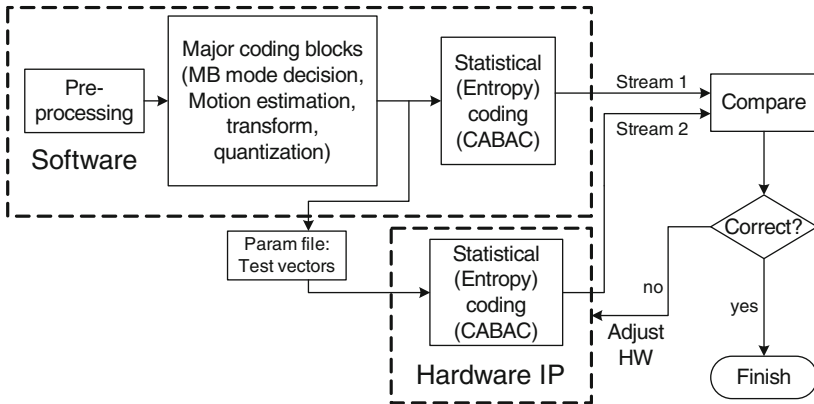 Pre-
processing
Major coding blocks
(MB mode decision,
Motion estimation,
transform,
quantization)
Statistical
(Entropy)
coding
(CABAC)
Software
Stream 1
Stream 2
Compare
Param file:
Test vectors
Statistical
(Entropy)
coding
(CABAC)
Hardware IP
Correct?
no
yes
Adjust
HW
Finish